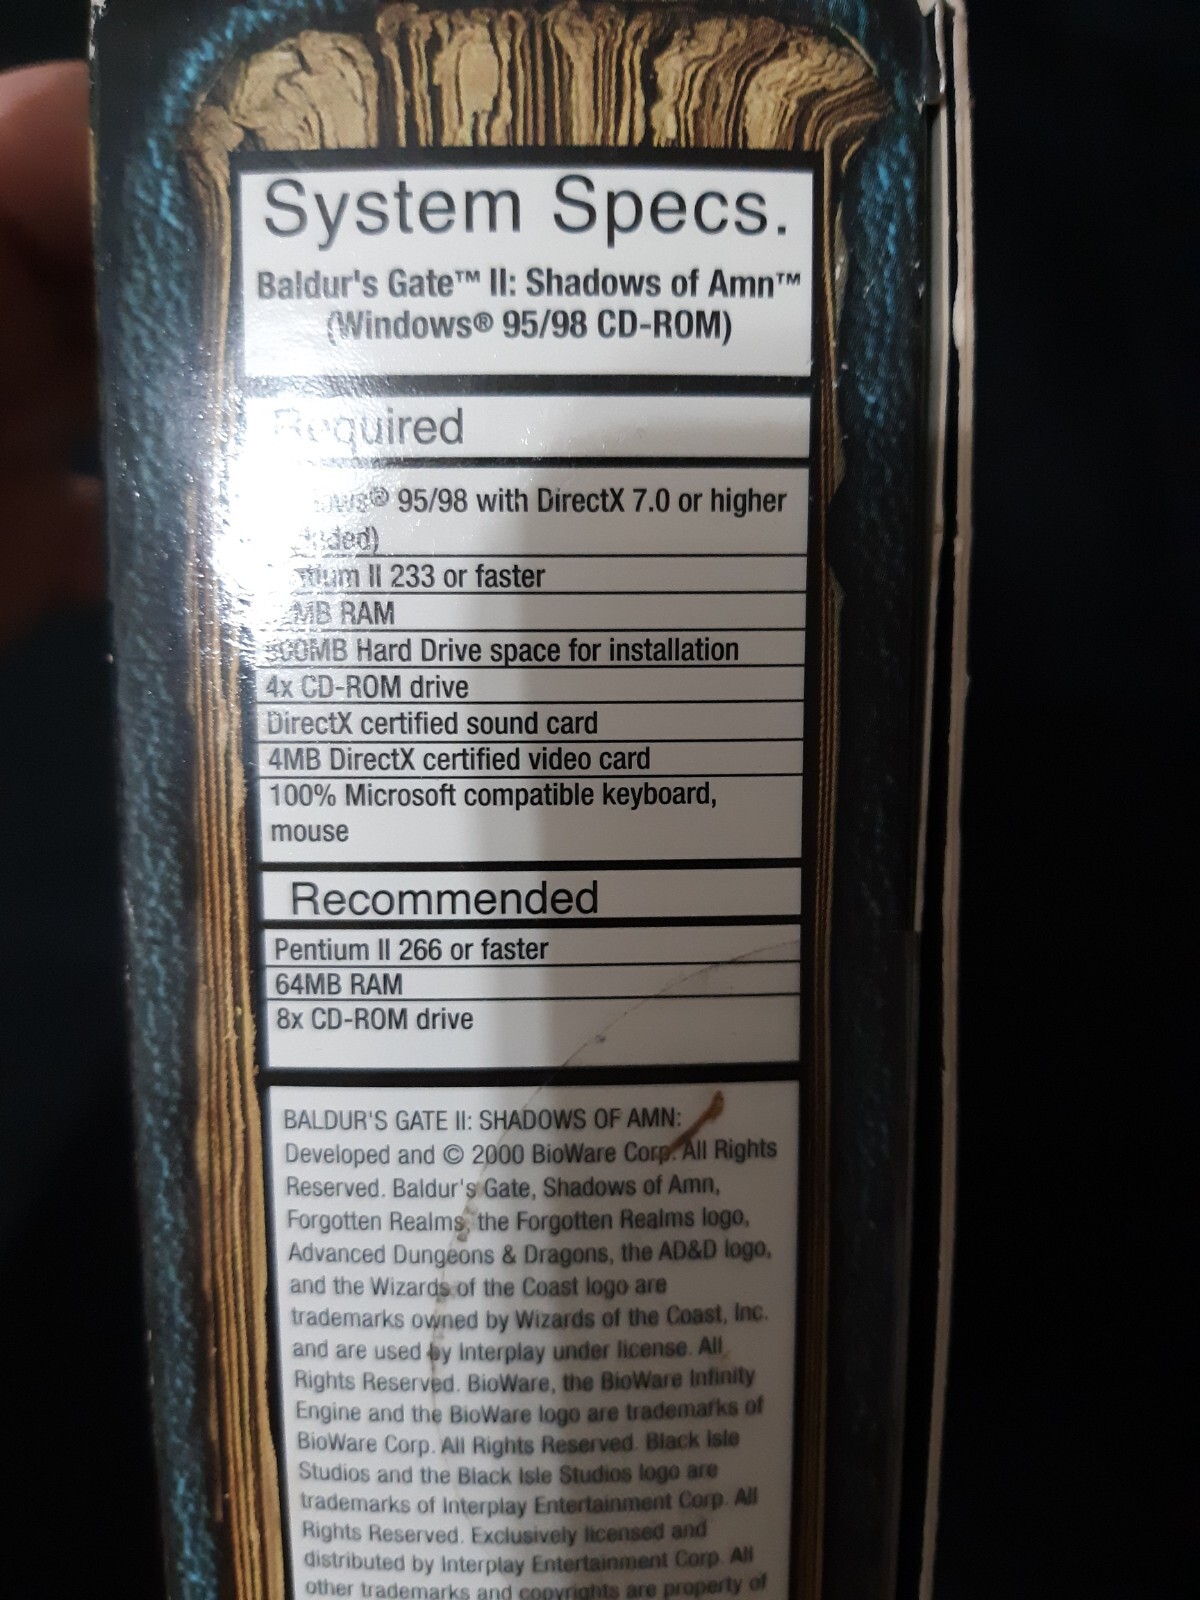 System Specs.
Baldur's Gate™ II: Shadows of Amn™
(Windows® 95/98 CD-ROM)
Required
95/98 with DirectX 7.0 or higher
Pentium II 233 or faster
MB RAM
Hard Drive space for installation
4x CD-ROM drive
DirectX certified sound card
4MB DirectX certified video card
100% Microsoft compatible keyboard,
mouse
Recommended
Pentium II 266 or faster
64MB RAM
8x CD-ROM drive
BALDUR'S GATE II: SHADOWS OF AMN:
Developed and © 2000 BioWare Corp. All Rights
Reserved. Baldur's Gate, Shadows of Amn,
Forgotten Realms, the Forgotten Realms logo,
Advanced Dungeons & Dragons, the AD&D logo,
and the Wizards of the Coast logo are
trademarks owned by Wizards of the Coast, Inc.
and are used by Interplay under license. All
Rights Reserved. BioWare, the BioWare Infinity
Engine and the BioWare logo are trademarks of
BioWare Corp. All Rights Reserved. Black Isle
Studios and the Black Isle Studios logo are
trademarks of Interplay Entertainment Corp. All
Rights Reserved. Exclusively licensed and
distributed by Interplay Entertainment Corp. All
other trademarks and copyrights are property of